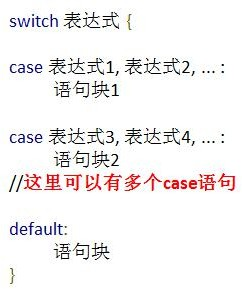 switch 表达式 {
case 表达式1, 表达式2, ... :
语句块1
case 表达式3, 表达式4, ... :
语句块2
//这里可以有多个case语句
default:
语句块
}